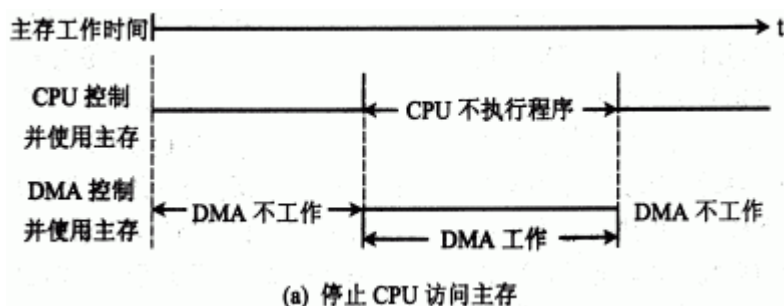 主存工作时间 t
CPU 控制
并使用主存
CPU 不执行程序
DMA 控制
并使用主存
DMA 不工作
DMA 工作
DMA 不工作
(a) 停止 CPU 访问主存